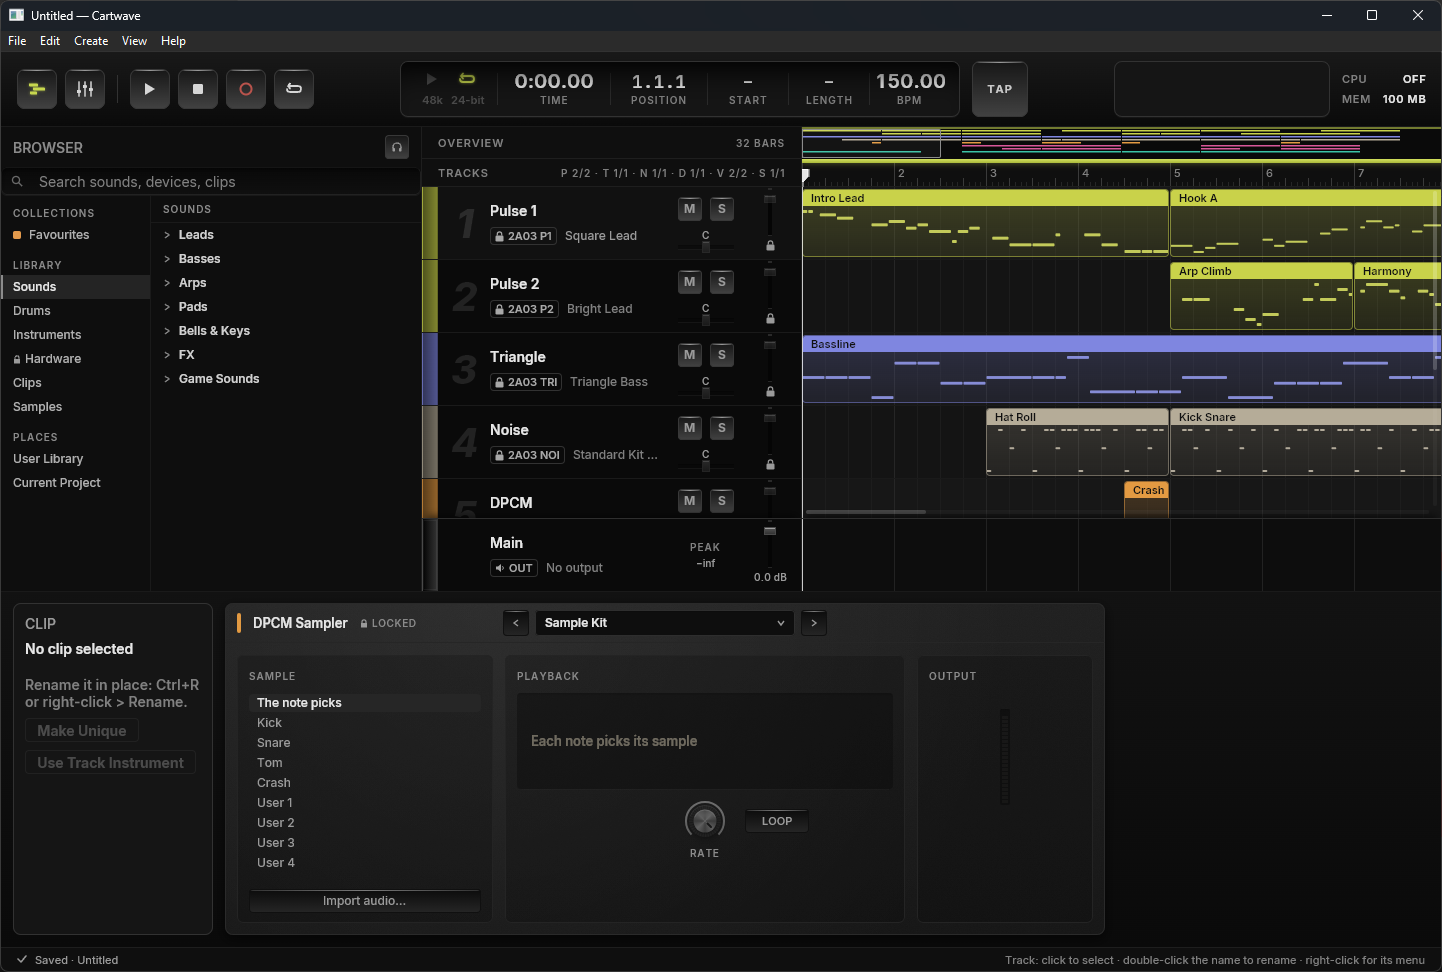 Untitled — Cartwave
File Edit Create View Help
48k 24-bit
0:00.00
TIME
1.1.1
POSITION
–
START
–
LENGTH
150.00
BPM
TAP
CPU OFF
MEM 100 MB
BROWSER
Search sounds, devices, clips
COLLECTIONS
Favourites
LIBRARY
Sounds
Drums
Instruments
Hardware
Clips
Samples
PLACES
User Library
Current Project
SOUNDS
> Leads
> Basses
> Arps
> Pads
> Bells & Keys
> FX
> Game Sounds
OVERVIEW 32 BARS
TRACKS P 2/2 · T 1/1 · N 1/1 · D 1/1 · V 2/2 · S 1/1
1 Pulse 1 M S
2A03 P1 Square Lead C
2 Pulse 2 M S
2A03 P2 Bright Lead C
3 Triangle M S
2A03 TRI Triangle Bass C
4 Noise M S
2A03 NOI Standard Kit ... C
5 DPCM M S
Main
OUT No output
PEAK
-inf
0.0 dB
1 2 3 4 5 6 7
Intro Lead Hook A
Arp Climb Harmony
Bassline
Hat Roll Kick Snare
Crash
CLIP
No clip selected
Rename it in place: Ctrl+R
or right-click > Rename.
Make Unique
Use Track Instrument
DPCM Sampler LOCKED
< Sample Kit >
SAMPLE
The note picks
Kick
Snare
Tom
Crash
User 1
User 2
User 3
User 4
Import audio...
PLAYBACK
Each note picks its sample
RATE
LOOP
OUTPUT
Saved · Untitled
Track: click to select · double-click the name to rename · right-click for its menu